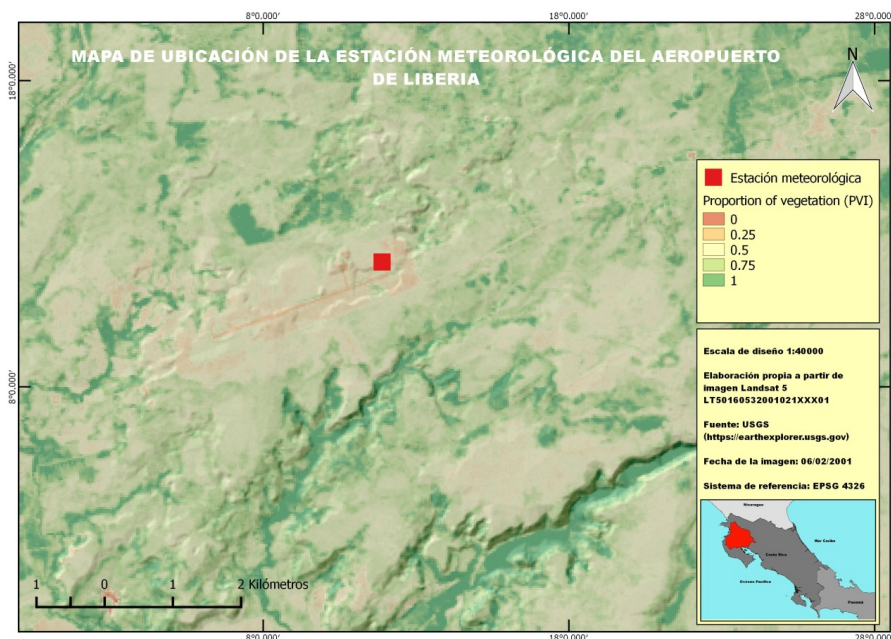 8°0.000'
18°0.000'
28°0.000'
MAPA DE UBICACIÓN DE LA ESTACIÓN METEOROLÓGICA DEL AEROPUERTO
DE LIBERIA
N
18°0.000'
Estación meteorológica
Proportion of vegetation (PVI)
0
0.25
0.5
0.75
1
8°0.000'
Escala de diseño 1:40000
Elaboración propia a partir de
imagen Landsat 5
LT50160532001021XXX01
Fuente: USGS
(https://earthexplorer.usgs.gov)
Fecha de la imagen: 06/02/2001
Sistema de referencia: EPSG 4326
Nicaragua
Mar Caribe
Costa Rica
Océano Pacífico
Panamá
1 0 1 2 Kilómetros
8°0.000'
18°0.000'
28°0.000'